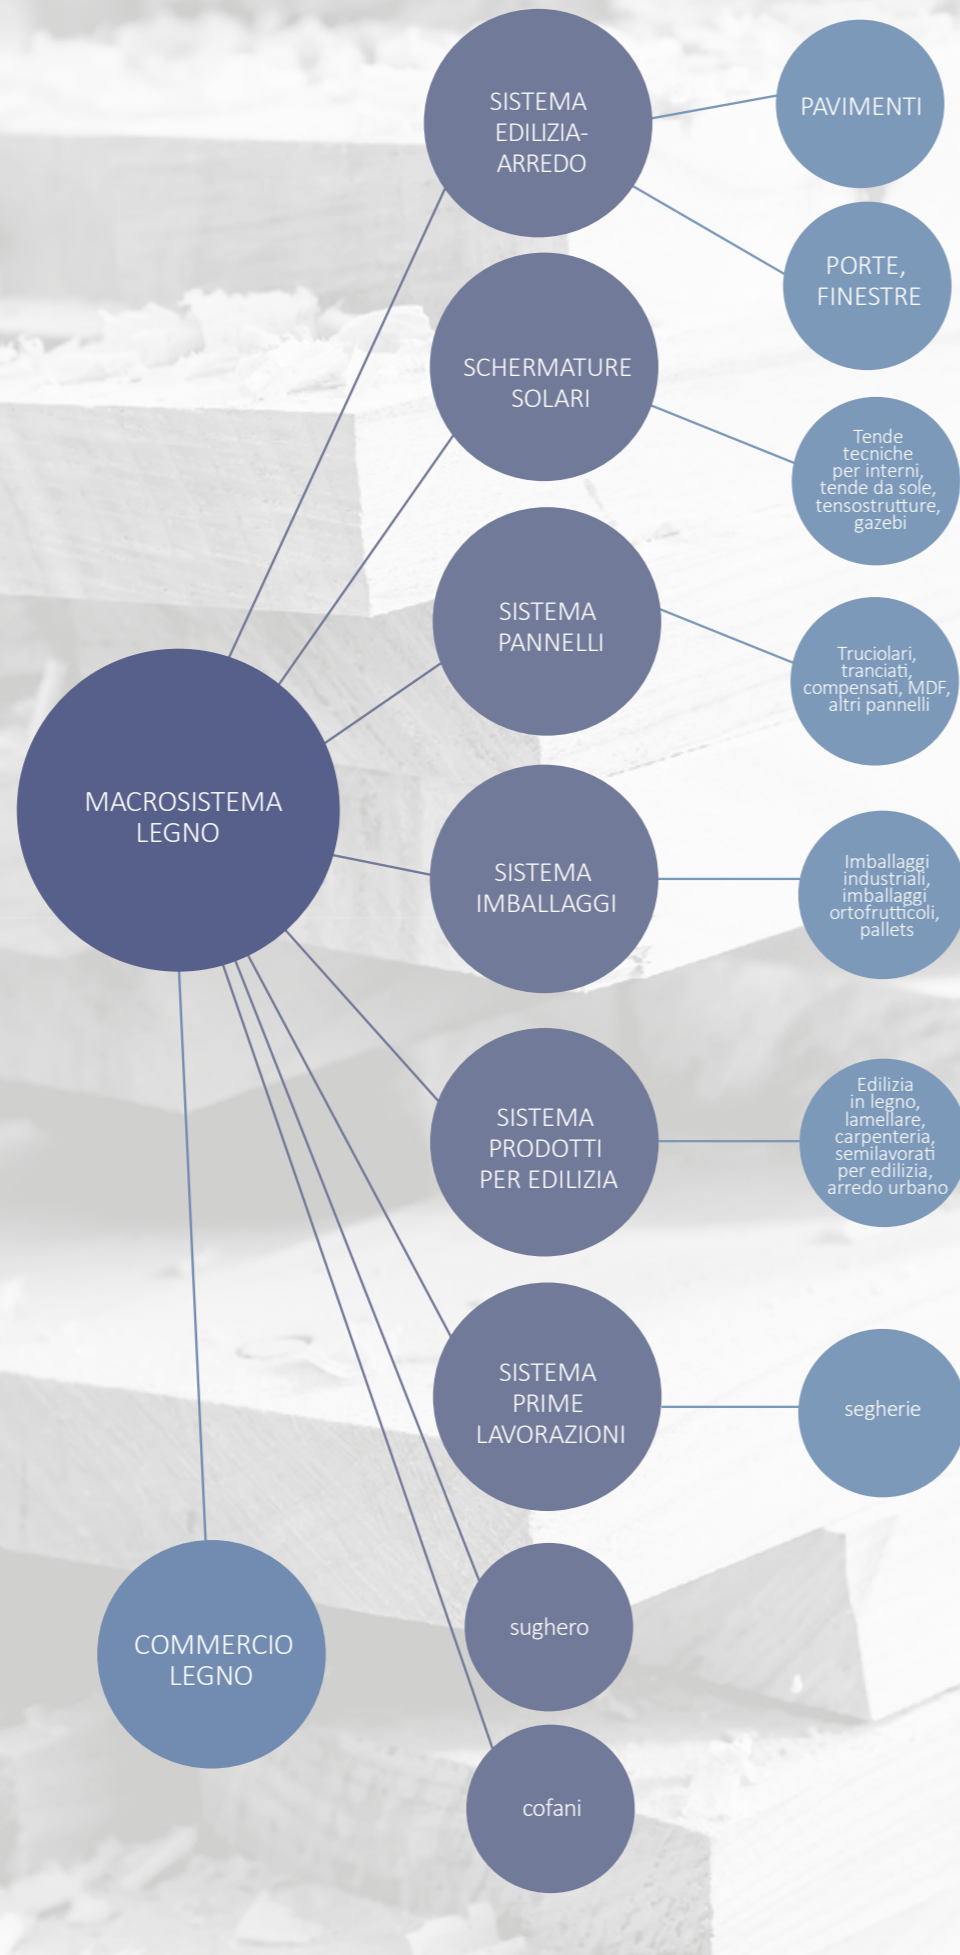 SISTEMA
EDILIZIA-
ARREDO
PAVIMENTI
PORTE,
FINESTRE
SCHERMATURE
SOLARI
Tende
tecniche
per interni,
tende da sole,
tensostrutture,
gazebi
SISTEMA
PANNELLI
Truciolari,
tranciati,
compensati, MDF,
altri pannelli
MACROSISTEMA
LEGNO
SISTEMA
IMBALLAGGI
Imballaggi
industriali,
imballaggi
ortofrutticoli,
pallets
SISTEMA
PRODOTTI
PER EDILIZIA
Edilizia
in legno,
lamellare,
carpenteria,
semilavorati
per edilizia,
arredo urbano
SISTEMA
PRIME
LAVORAZIONI
segherie
sughero
COMMERCIO
LEGNO
cofani